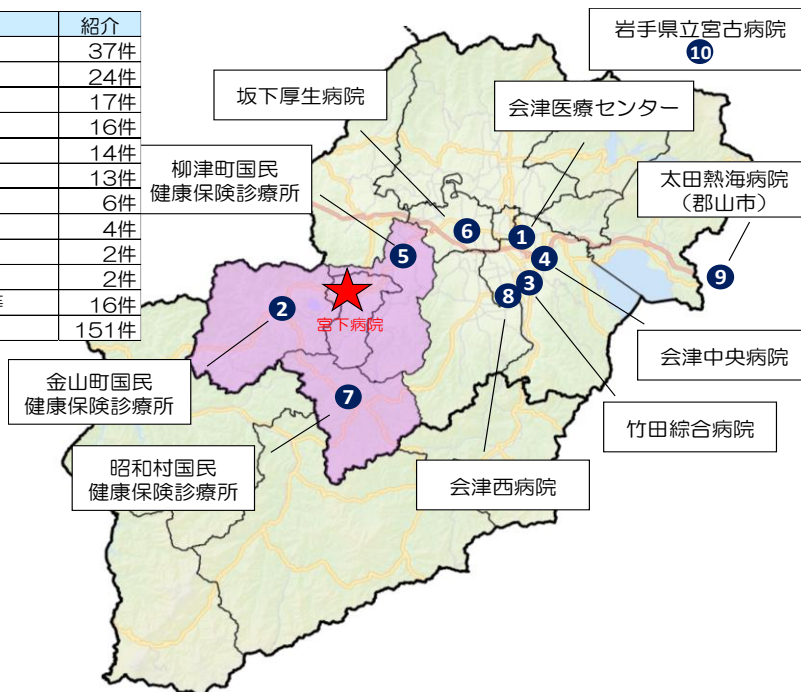 紹介
37件
24件
17件
16件
14件
13件
6件
4件
2件
2件
16件
151件
岩手県立宮古病院
10
坂下厚生病院
会津医療センター
柳津町国民
健康保険診療所
太田熱海病院
（郡山市）
6
1
5
4
9
3
8
2
宮下病院
会津中央病院
金山町国民
健康保険診療所
7
竹田綜合病院
昭和村国民
健康保険診療所
会津西病院